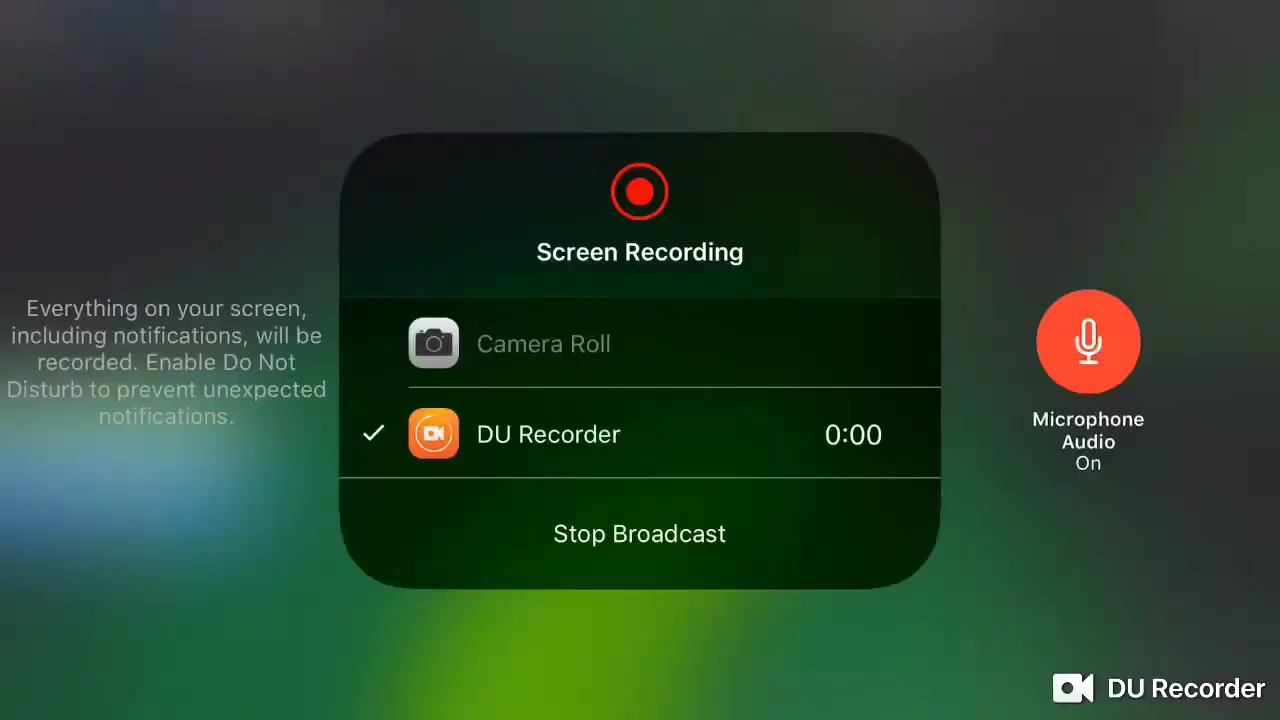 Screen Recording
Everything on your screen,
including notifications, will be
recorded. Enable Do Not
Disturb to prevent unexpected
notifications.
Camera Roll
DU Recorder 0:00
Stop Broadcast
Microphone
Audio
On
DU Recorder